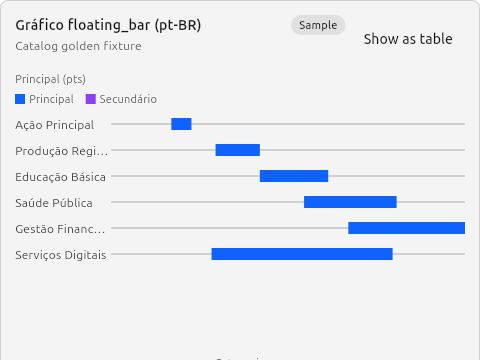 Gráfico floating_bar (pt-BR)
Sample
Show as table
Catalog golden fixture
Principal (pts)
Principal
Secundário
Ação Principal
Produção Regi…
Educação Básica
Saúde Pública
Gestão Financ…
Serviços Digitais